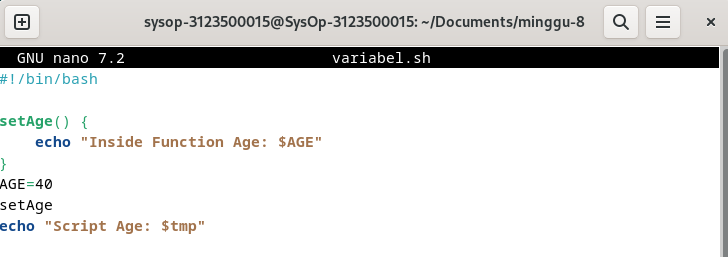 sysop-3123500015@SysOp-3123500015: ~/Documents/minggu-8
GNU nano 7.2 variabel.sh
#!/bin/bash
setAge() {
    echo "Inside Function Age: $AGE"
}
AGE=40
setAge
echo "Script Age: $tmp"